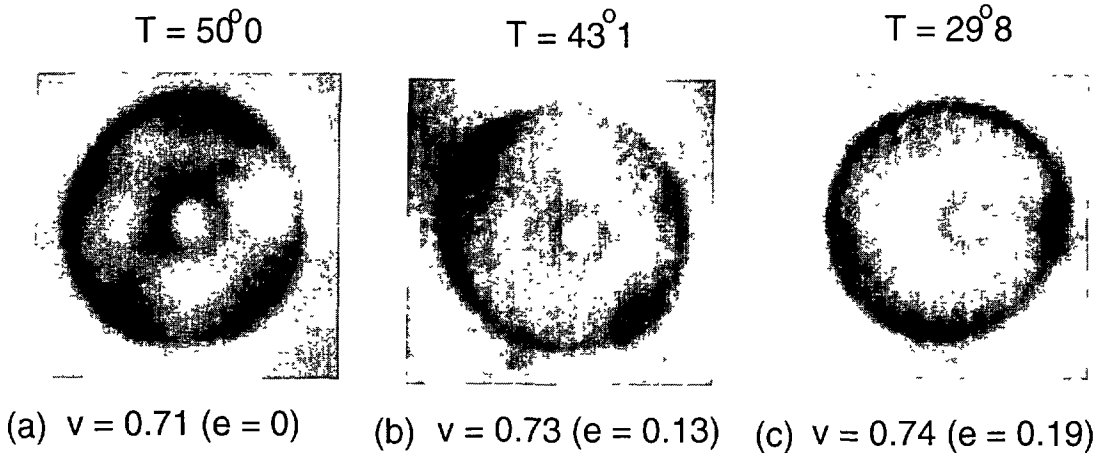 T = 50°0
T = 43°1
T = 29°8
(a) v = 0.71 (e = 0)
(b) v = 0.73 (e = 0.13)
(c) v = 0.74 (e = 0.19)